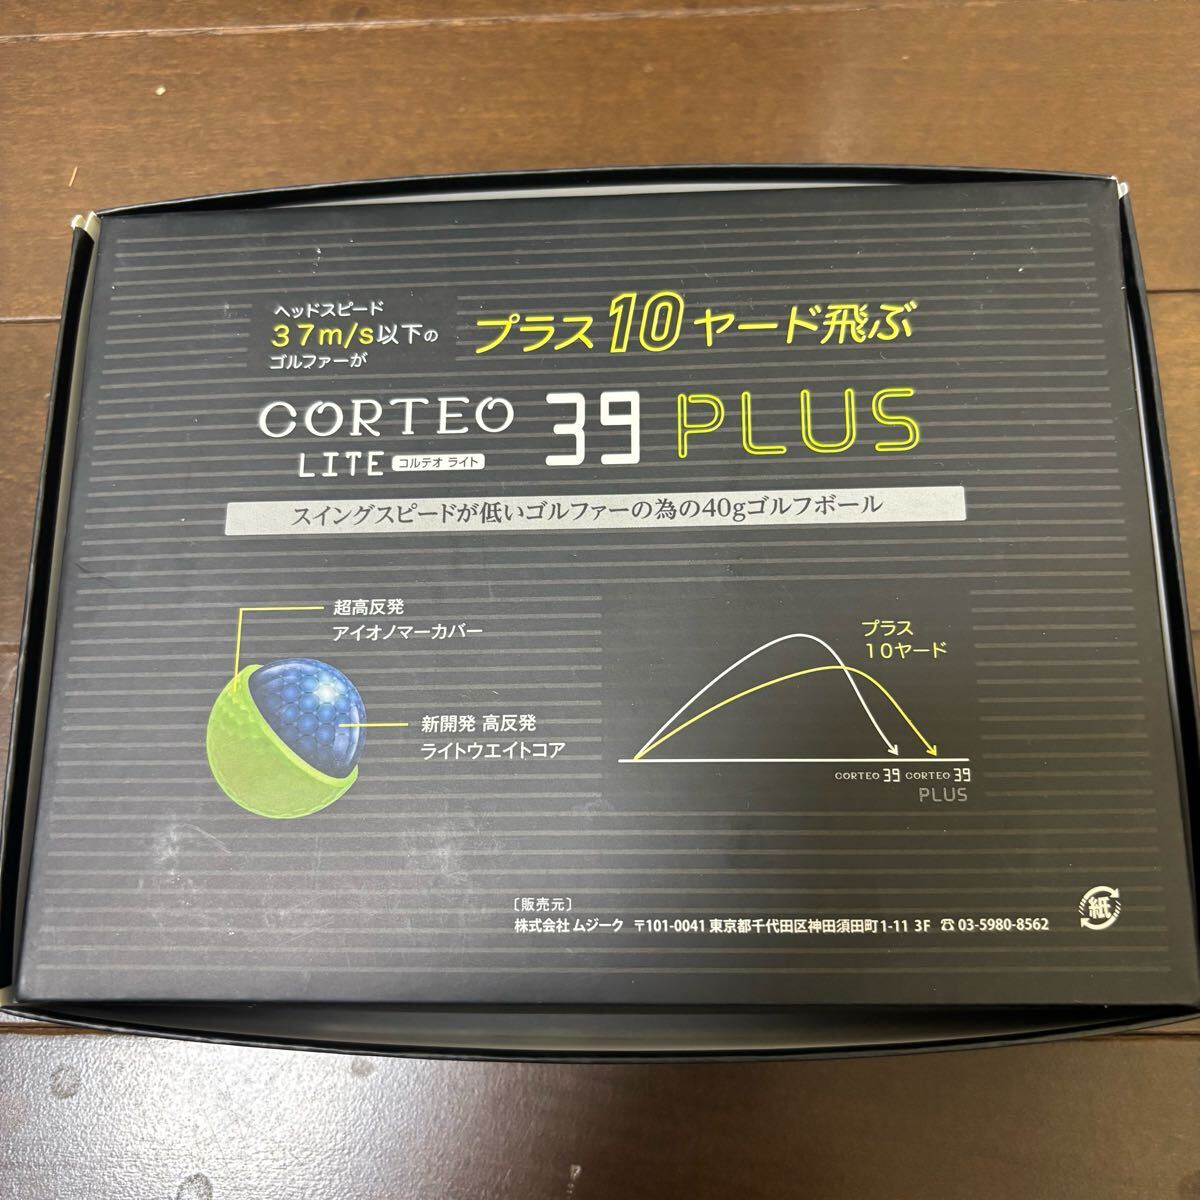 ヘッドスピード
37m/s以下の
ゴルファーが
プラス10ヤード飛ぶ
CORTEO 39 PLUS
LITE コルテオ ライト
スイングスピードが低いゴルファーの為の40gゴルフボール
超高反発
アイオノマーカバー
新開発 高反発
ライトウエイトコア
プラス
10ヤード
CORTEO 39 CORTEO 39
PLUS
〔販売元〕
株式会社 ムジーク 〒101-0041 東京都千代田区神田須田町1-11 3F ☎ 03-5980-8562
紙